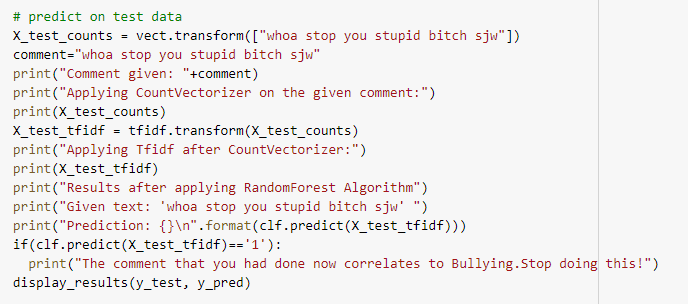 # predict on test data
X_test_counts = vect.transform(["whoa stop you stupid bitch sjw"])
comment="whoa stop you stupid bitch sjw"
print("Comment given: "+comment)
print("Applying CountVectorizer on the given comment:")
print(X_test_counts)
X_test_tfidf = tfidf.transform(X_test_counts)
print("Applying Tfidf after CountVectorizer:")
print(X_test_tfidf)
print("Results after applying RandomForest Algorithm")
print("Given text: 'whoa stop you stupid bitch sjw' ")
print("Prediction: {}\n".format(clf.predict(X_test_tfidf)))
if(clf.predict(X_test_tfidf)=='1'):
  print("The comment that you had done now correlates to Bullying.Stop doing this!")
display_results(y_test, y_pred)